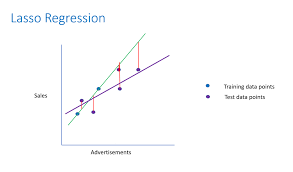 Lasso Regression
Sales
Training data points
Test data points
Advertisements